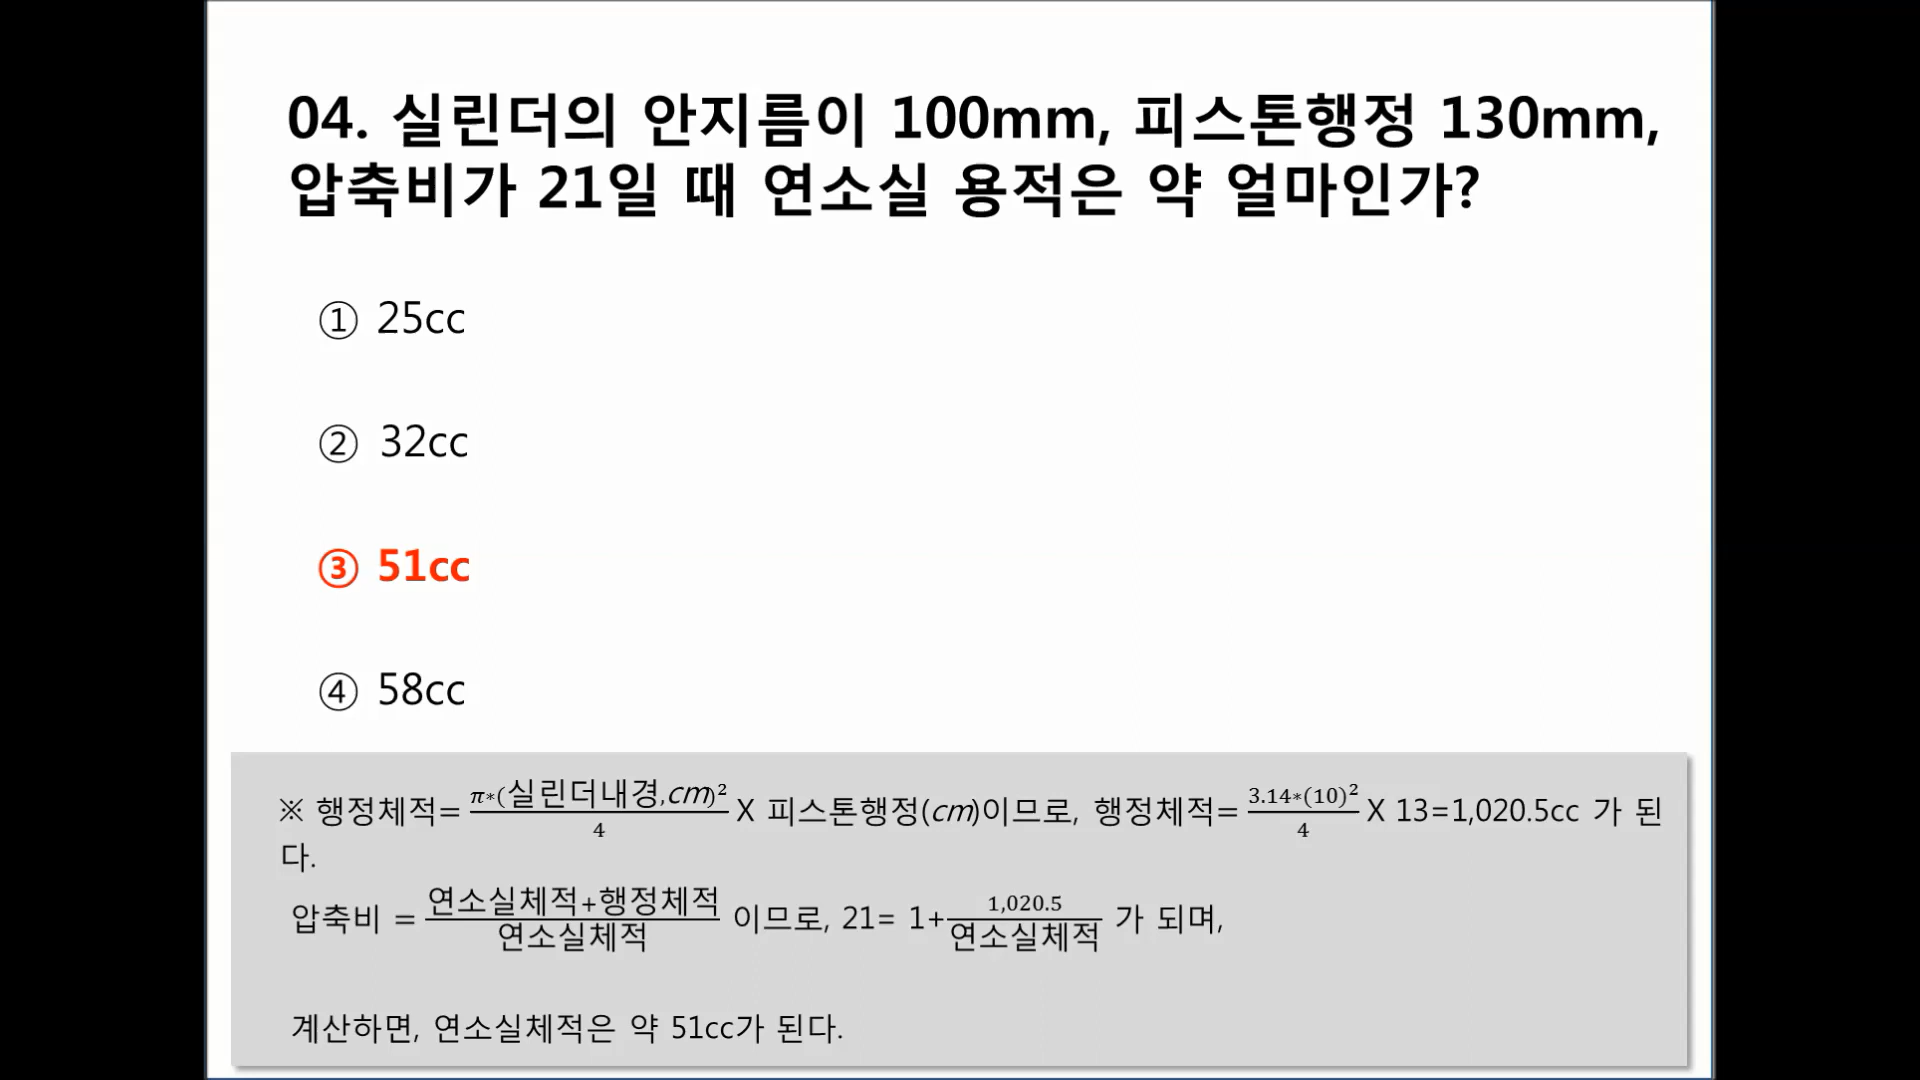 04. 실린더의 안지름이 100mm, 피스톤행정 130mm,
압축비가 21일 때 연소실 용적은 약 얼마인가?
① 25cc
② 32cc
③ 51cc
④ 58cc
※ 행정체적= π*(실린더내경,cm)² / 4 X 피스톤행정(cm)이므로, 행정체적= 3.14*(10)² / 4 X 13=1,020.5cc 가 된
다.
압축비 = 연소실체적+행정체적 / 연소실체적 이므로, 21= 1+ 1,020.5 / 연소실체적 가 되며,
계산하면, 연소실체적은 약 51cc가 된다.